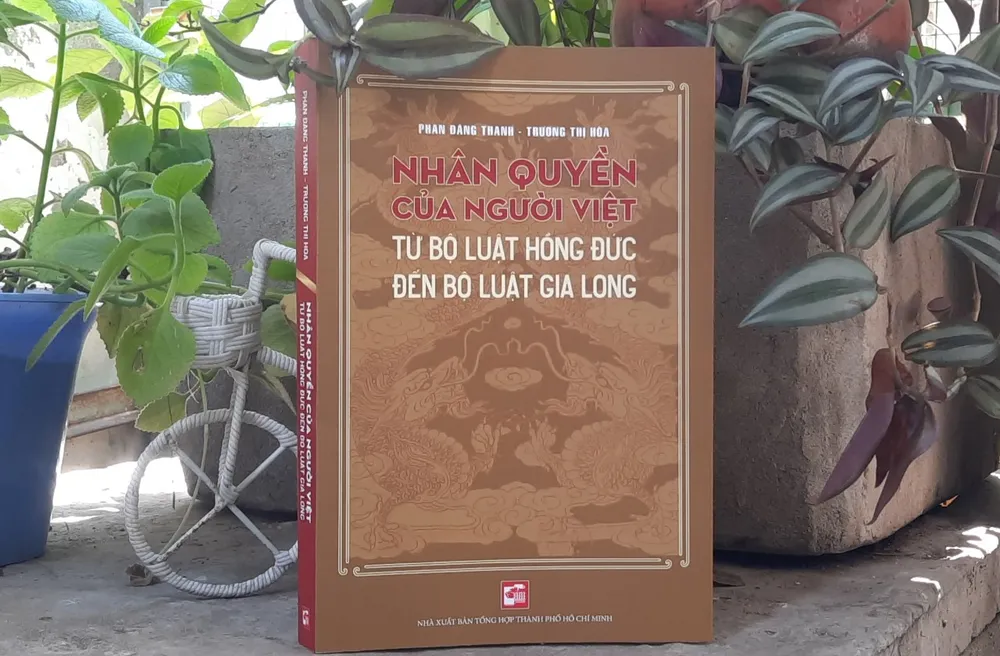 PHAN ĐĂNG THANH - TRƯƠNG THỊ HÒA
NHÂN QUYỀN
CỦA NGƯỜI VIỆT
TỪ BỘ LUẬT HỒNG ĐỨC
ĐẾN BỘ LUẬT GIA LONG
NHÀ XUẤT BẢN TỔNG HỢP THÀNH PHỐ HỒ CHÍ MINH
PHAN ĐĂNG THANH - TRƯƠNG THỊ HÒA
NHÂN QUYỀN CỦA NGƯỜI VIỆT
TỪ BỘ LUẬT HỒNG ĐỨC ĐẾN BỘ LUẬT GIA LONG